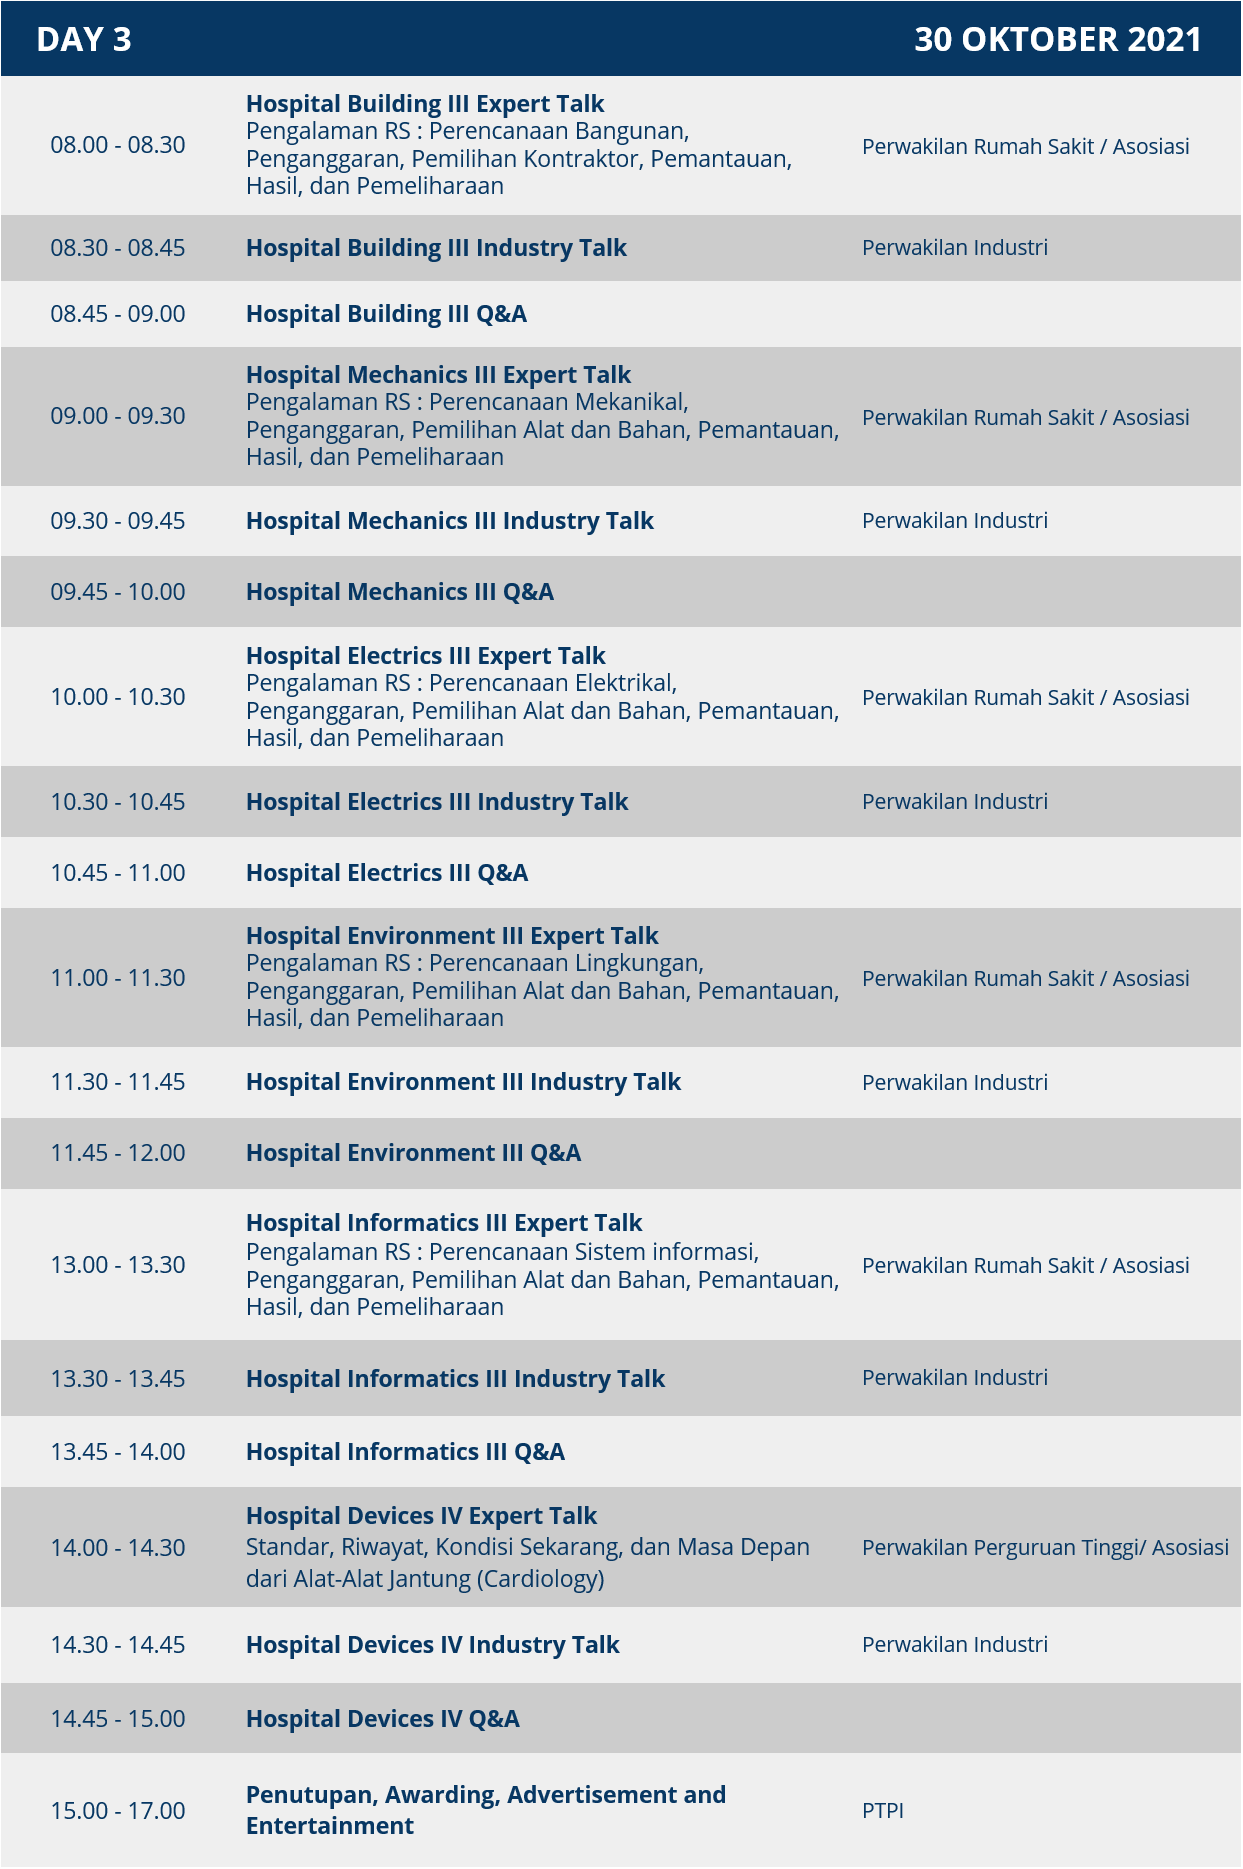 DAY 3
30 OKTOBER 2021
08.00 - 08.30
Hospital Building III Expert Talk
Pengalaman RS : Perencanaan Bangunan,
Penganggaran, Pemilihan Kontraktor, Pemantauan,
Hasil, dan Pemeliharaan
Perwakilan Rumah Sakit / Asosiasi
08.30 - 08.45
Hospital Building III Industry Talk
Perwakilan Industri
08.45 - 09.00
Hospital Building III Q&A
09.00 - 09.30
Hospital Mechanics III Expert Talk
Pengalaman RS : Perencanaan Mekanikal,
Penganggaran, Pemilihan Alat dan Bahan, Pemantauan,
Hasil, dan Pemeliharaan
Perwakilan Rumah Sakit / Asosiasi
09.30 - 09.45
Hospital Mechanics III Industry Talk
Perwakilan Industri
09.45 - 10.00
Hospital Mechanics III Q&A
10.00 - 10.30
Hospital Electrics III Expert Talk
Pengalaman RS : Perencanaan Elektrikal,
Penganggaran, Pemilihan Alat dan Bahan, Pemantauan,
Hasil, dan Pemeliharaan
Perwakilan Rumah Sakit / Asosiasi
10.30 - 10.45
Hospital Electrics III Industry Talk
Perwakilan Industri
10.45 - 11.00
Hospital Electrics III Q&A
11.00 - 11.30
Hospital Environment III Expert Talk
Pengalaman RS : Perencanaan Lingkungan,
Penganggaran, Pemilihan Alat dan Bahan, Pemantauan,
Hasil, dan Pemeliharaan
Perwakilan Rumah Sakit / Asosiasi
11.30 - 11.45
Hospital Environment III Industry Talk
Perwakilan Industri
11.45 - 12.00
Hospital Environment III Q&A
13.00 - 13.30
Hospital Informatics III Expert Talk
Pengalaman RS : Perencanaan Sistem informasi,
Penganggaran, Pemilihan Alat dan Bahan, Pemantauan,
Hasil, dan Pemeliharaan
Perwakilan Rumah Sakit / Asosiasi
13.30 - 13.45
Hospital Informatics III Industry Talk
Perwakilan Industri
13.45 - 14.00
Hospital Informatics III Q&A
14.00 - 14.30
Hospital Devices IV Expert Talk
Standar, Riwayat, Kondisi Sekarang, dan Masa Depan
dari Alat-Alat Jantung (Cardiology)
Perwakilan Perguruan Tinggi/ Asosiasi
14.30 - 14.45
Hospital Devices IV Industry Talk
Perwakilan Industri
14.45 - 15.00
Hospital Devices IV Q&A
15.00 - 17.00
Penutupan, Awarding, Advertisement and
Entertainment
PTPI